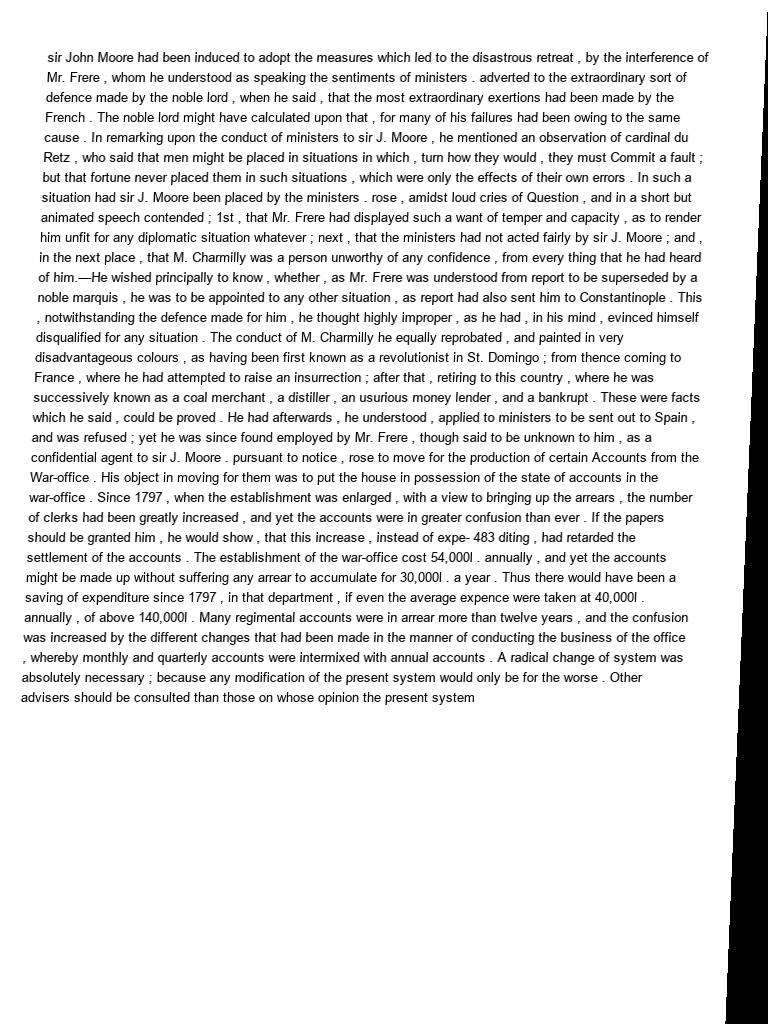 sir John Moore had been induced to adopt the measures which led to the disastrous retreat , by the interference of
Mr. Frere , whom he understood as speaking the sentiments of ministers . adverted to the extraordinary sort of
defence made by the noble lord , when he said , that the most extraordinary exertions had been made by the
French . The noble lord might have calculated upon that , for many of his failures had been owing to the same
cause . In remarking upon the conduct of ministers to sir J. Moore , he mentioned an observation of cardinal du
Retz , who said that men might be placed in situations in which , turn how they would , they must Commit a fault ;
but that fortune never placed them in such situations , which were only the effects of their own errors . In such a
situation had sir J. Moore been placed by the ministers . rose , amidst loud cries of Question , and in a short but
animated speech contended ; 1st , that Mr. Frere had displayed such a want of temper and capacity , as to render
him unfit for any diplomatic situation whatever ; next , that the ministers had not acted fairly by sir J. Moore ; and ,
in the next place , that M. Charmilly was a person unworthy of any confidence , from every thing that he had heard
of him.—He wished principally to know , whether , as Mr. Frere was understood from report to be superseded by a
noble marquis , he was to be appointed to any other situation , as report had also sent him to Constantinople . This
, notwithstanding the defence made for him , he thought highly improper , as he had , in his mind , evinced himself
disqualified for any situation . The conduct of M. Charmilly he equally reprobated , and painted in very
disadvantageous colours , as having been first known as a revolutionist in St. Domingo ; from thence coming to
France , where he had attempted to raise an insurrection ; after that , retiring to this country , where he was
successively known as a coal merchant , a distiller , an usurious money lender , and a bankrupt . These were facts
which he said , could be proved . He had afterwards , he understood , applied to ministers to be sent out to Spain ,
and was refused ; yet he was since found employed by Mr. Frere , though said to be unknown to him , as a
confidential agent to sir J. Moore . pursuant to notice , rose to move for the production of certain Accounts from the
War-office . His object in moving for them was to put the house in possession of the state of accounts in the
war-office . Since 1797 , when the establishment was enlarged , with a view to bringing up the arrears , the number
of clerks had been greatly increased , and yet the accounts were in greater confusion than ever . If the papers
should be granted him , he would show , that this increase , instead of expe- 483 diting , had retarded the
settlement of the accounts . The establishment of the war-office cost 54,000l . annually , and yet the accounts
might be made up without suffering any arrear to accumulate for 30,000l . a year . Thus there would have been a
saving of expenditure since 1797 , in that department , if even the average expence were taken at 40,000l .
annually , of above 140,000l . Many regimental accounts were in arrear more than twelve years , and the confusion
was increased by the different changes that had been made in the manner of conducting the business of the office
, whereby monthly and quarterly accounts were intermixed with annual accounts . A radical change of system was
absolutely necessary ; because any modification of the present system would only be for the worse . Other
advisers should be consulted than those on whose opinion the present system